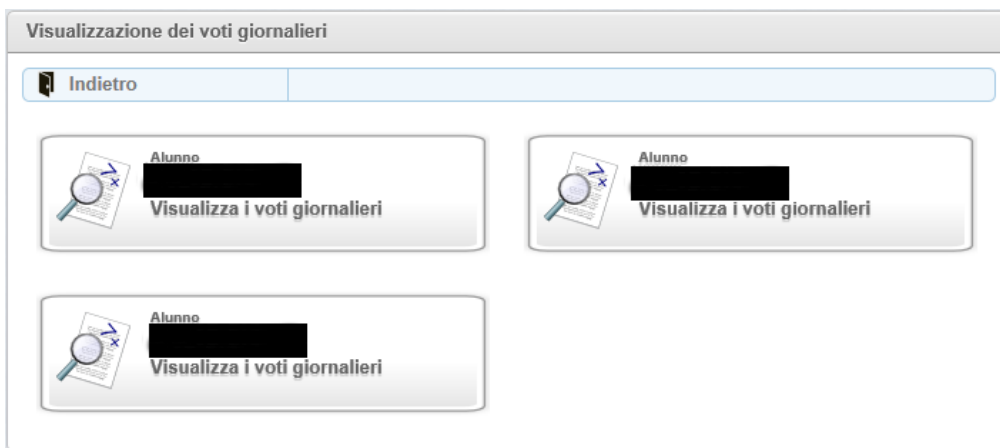 Visualizzazione dei voti giornalieri
Indietro
Alunno
Visualizza i voti giornalieri
Alunno
Visualizza i voti giornalieri
Alunno
Visualizza i voti giornalieri